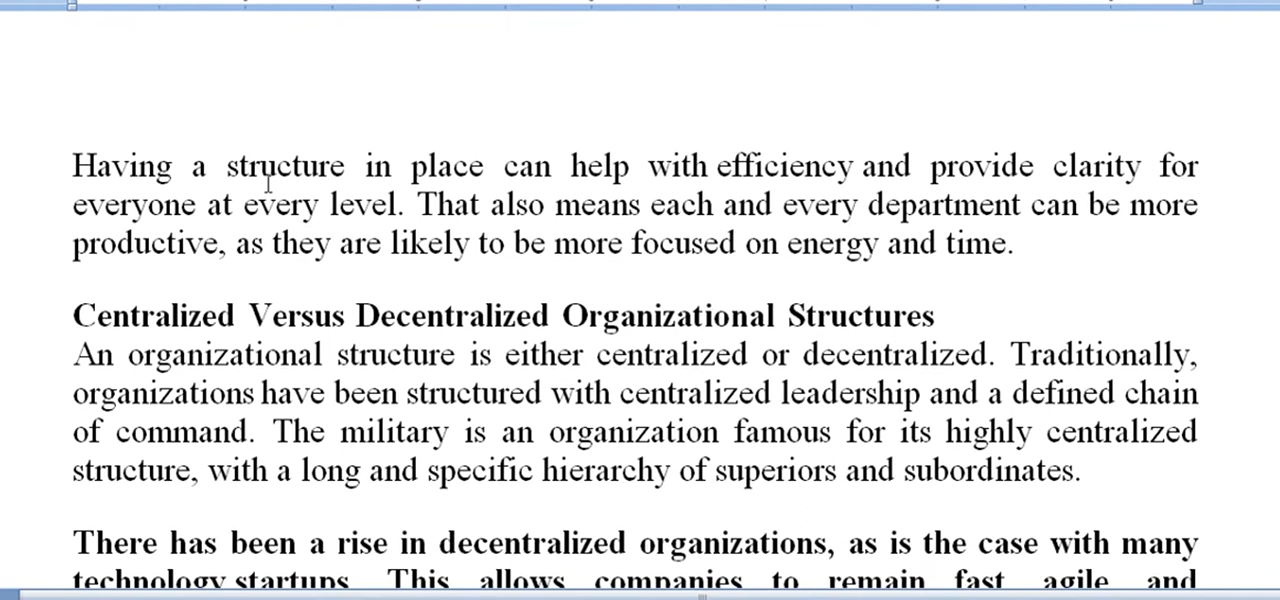 Having a structure in place can help with efficiency and provide clarity for
everyone at every level. That also means each and every department can be more
productive, as they are likely to be more focused on energy and time.
Centralized Versus Decentralized Organizational Structures
An organizational structure is either centralized or decentralized. Traditionally,
organizations have been structured with centralized leadership and a defined chain
of command. The military is an organization famous for its highly centralized
structure, with a long and specific hierarchy of superiors and subordinates.
There has been a rise in decentralized organizations, as is the case with many
technology startups. This allows companies to remain fast, agile, and